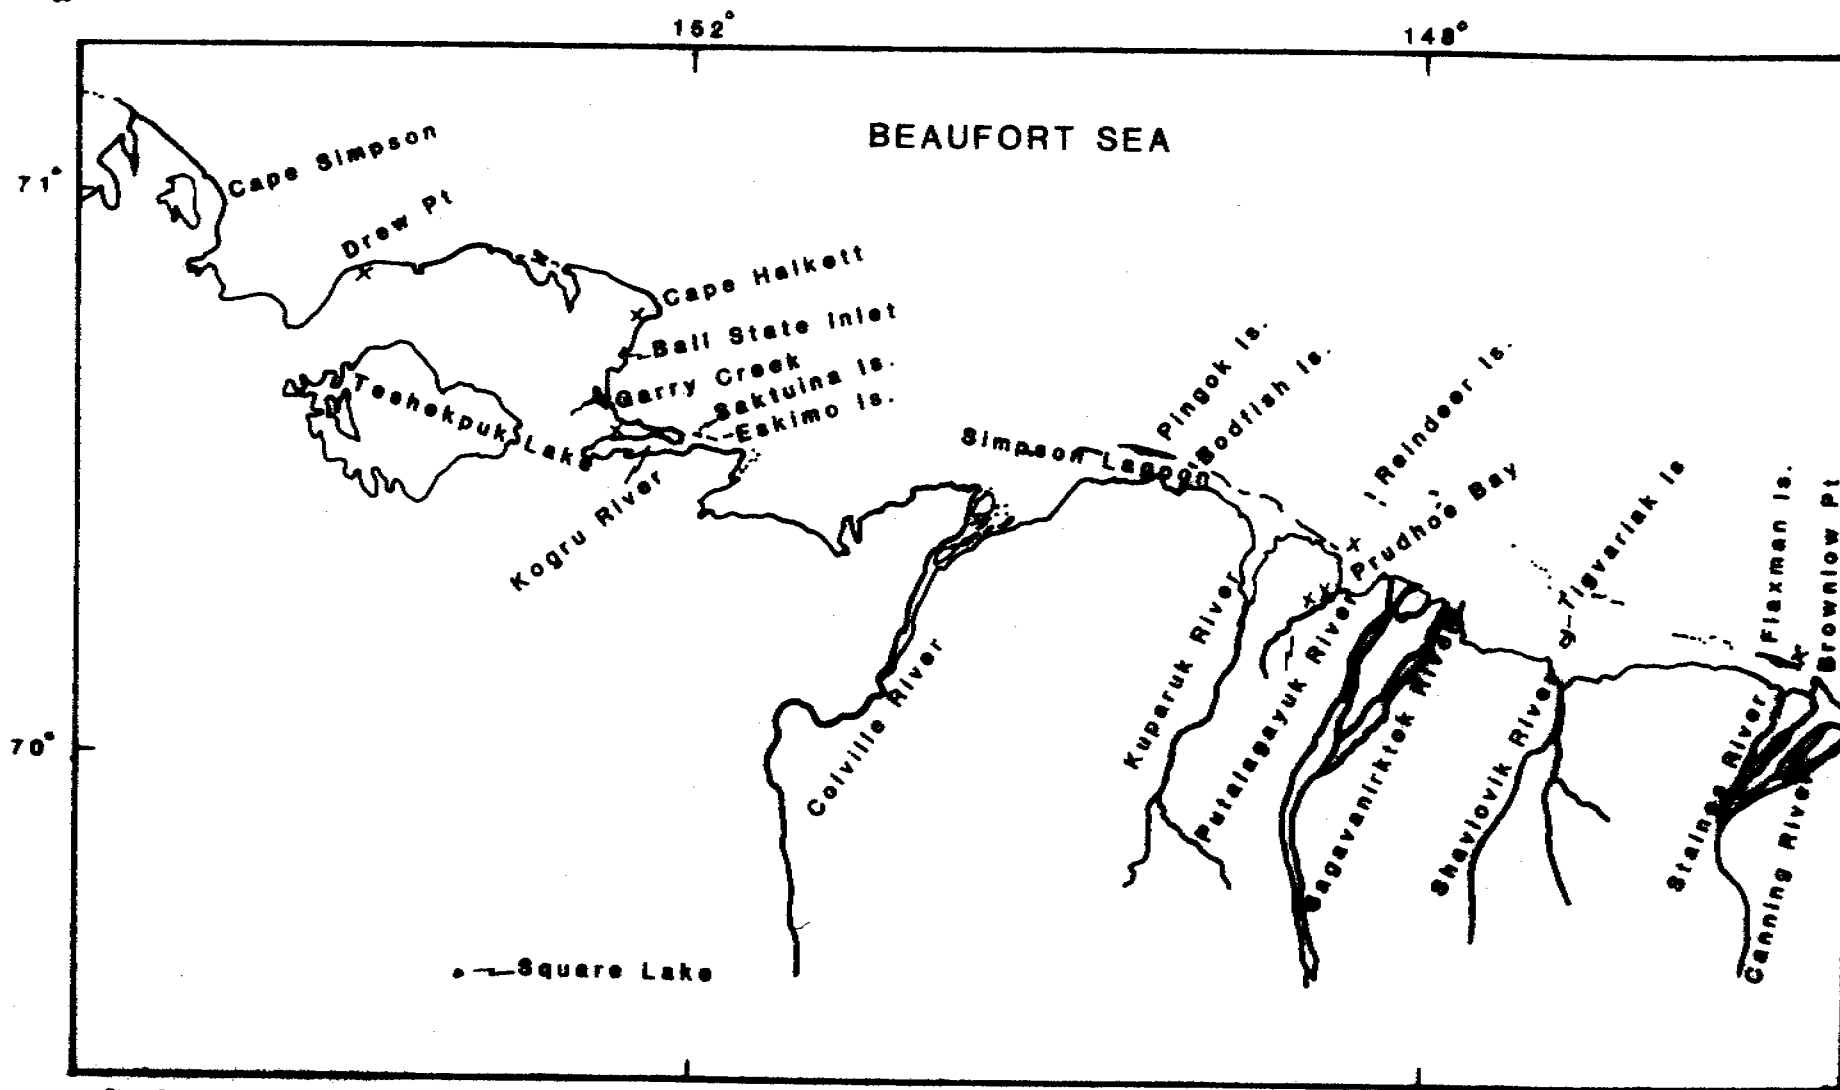 152°
148°
BEAUFORT SEA
71°
Cape Simpson
Drew Pt
Cape Halkett
Ball State Inlet
Garry Creek
Saktuina Is.
Eskimo Is.
Teshekpuk Lake
Kogru River
Simpson Lagoon
Pingok Is.
Bodfish Is.
Reindeer Is.
Prudhoe Bay
Tigvariak Is
Flaxman Is.
Brownlow Pt
70°
Colville River
Kuparuk River
Putalagayuk River
Sagavanirktok River
Shaviovik River
Staines River
Canning River
Square Lake